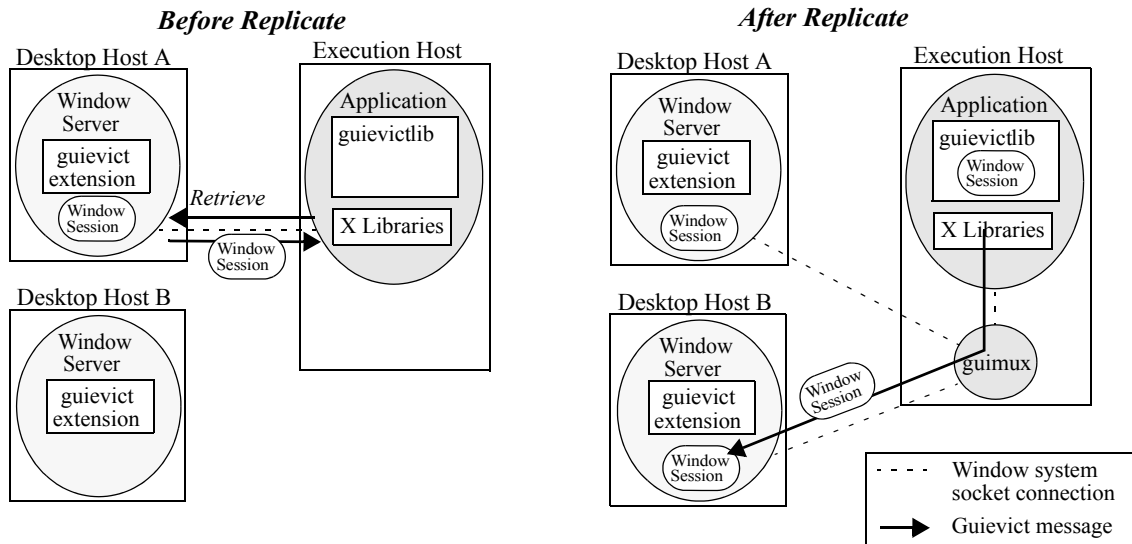 Before Replicate
Desktop Host A
Window
Server
guievict
extension
Window
Session
Retrieve
Window
Session
Execution Host
Application
guievictlib
X Libraries
Desktop Host B
Window
Server
guievict
extension
After Replicate
Desktop Host A
Window
Server
guievict
extension
Window
Session
Execution Host
Application
guievictlib
Window
Session
X Libraries
guimux
Desktop Host B
Window
Server
guievict
extension
Window
Session
Window
Session
Window system
socket connection
Guievict message